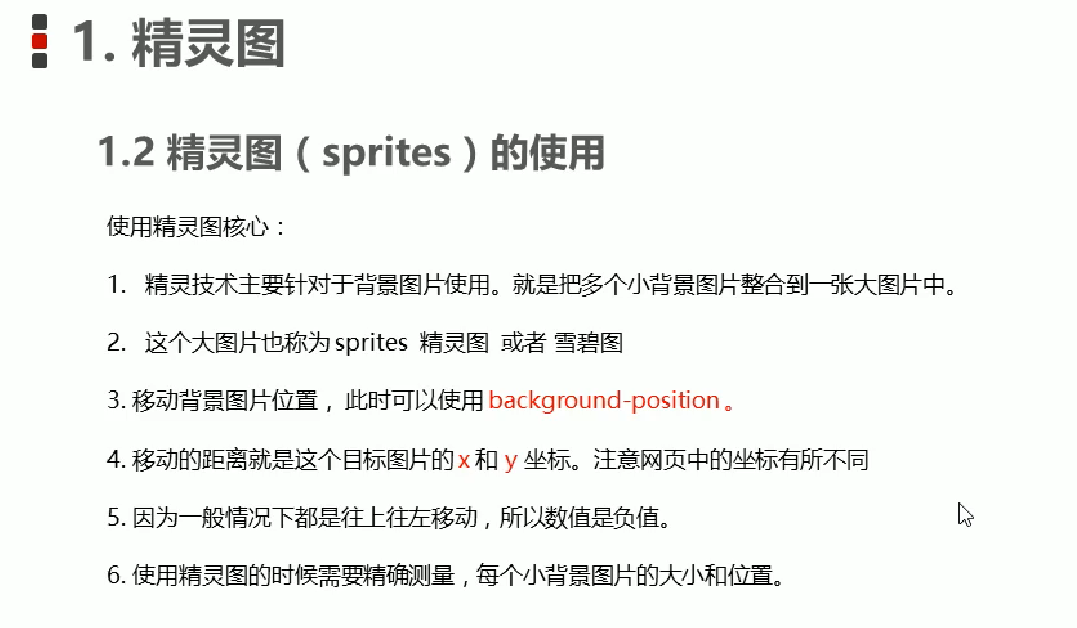 1. 精灵图
1.2 精灵图（sprites）的使用
使用精灵图核心：
1. 精灵技术主要针对于背景图片使用。就是把多个小背景图片整合到一张大图片中。
2. 这个大图片也称为 sprites 精灵图 或者 雪碧图
3. 移动背景图片位置， 此时可以使用 background-position 。
4. 移动的距离就是这个目标图片的 x 和 y 坐标。注意网页中的坐标有所不同
5. 因为一般情况下都是往上往左移动，所以数值是负值。
6. 使用精灵图的时候需要精确测量，每个小背景图片的大小和位置。